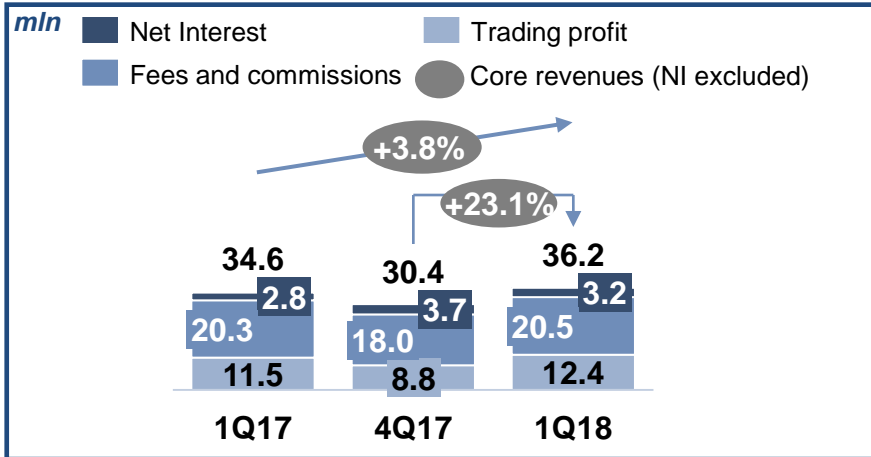 mln
Net Interest
Trading profit
Fees and commissions
Core revenues (NI excluded)
+3.8%
+23.1%
34.6
30.4
36.2
2.8
3.7
3.2
20.3
18.0
20.5
11.5
8.8
12.4
1Q17
4Q17
1Q18